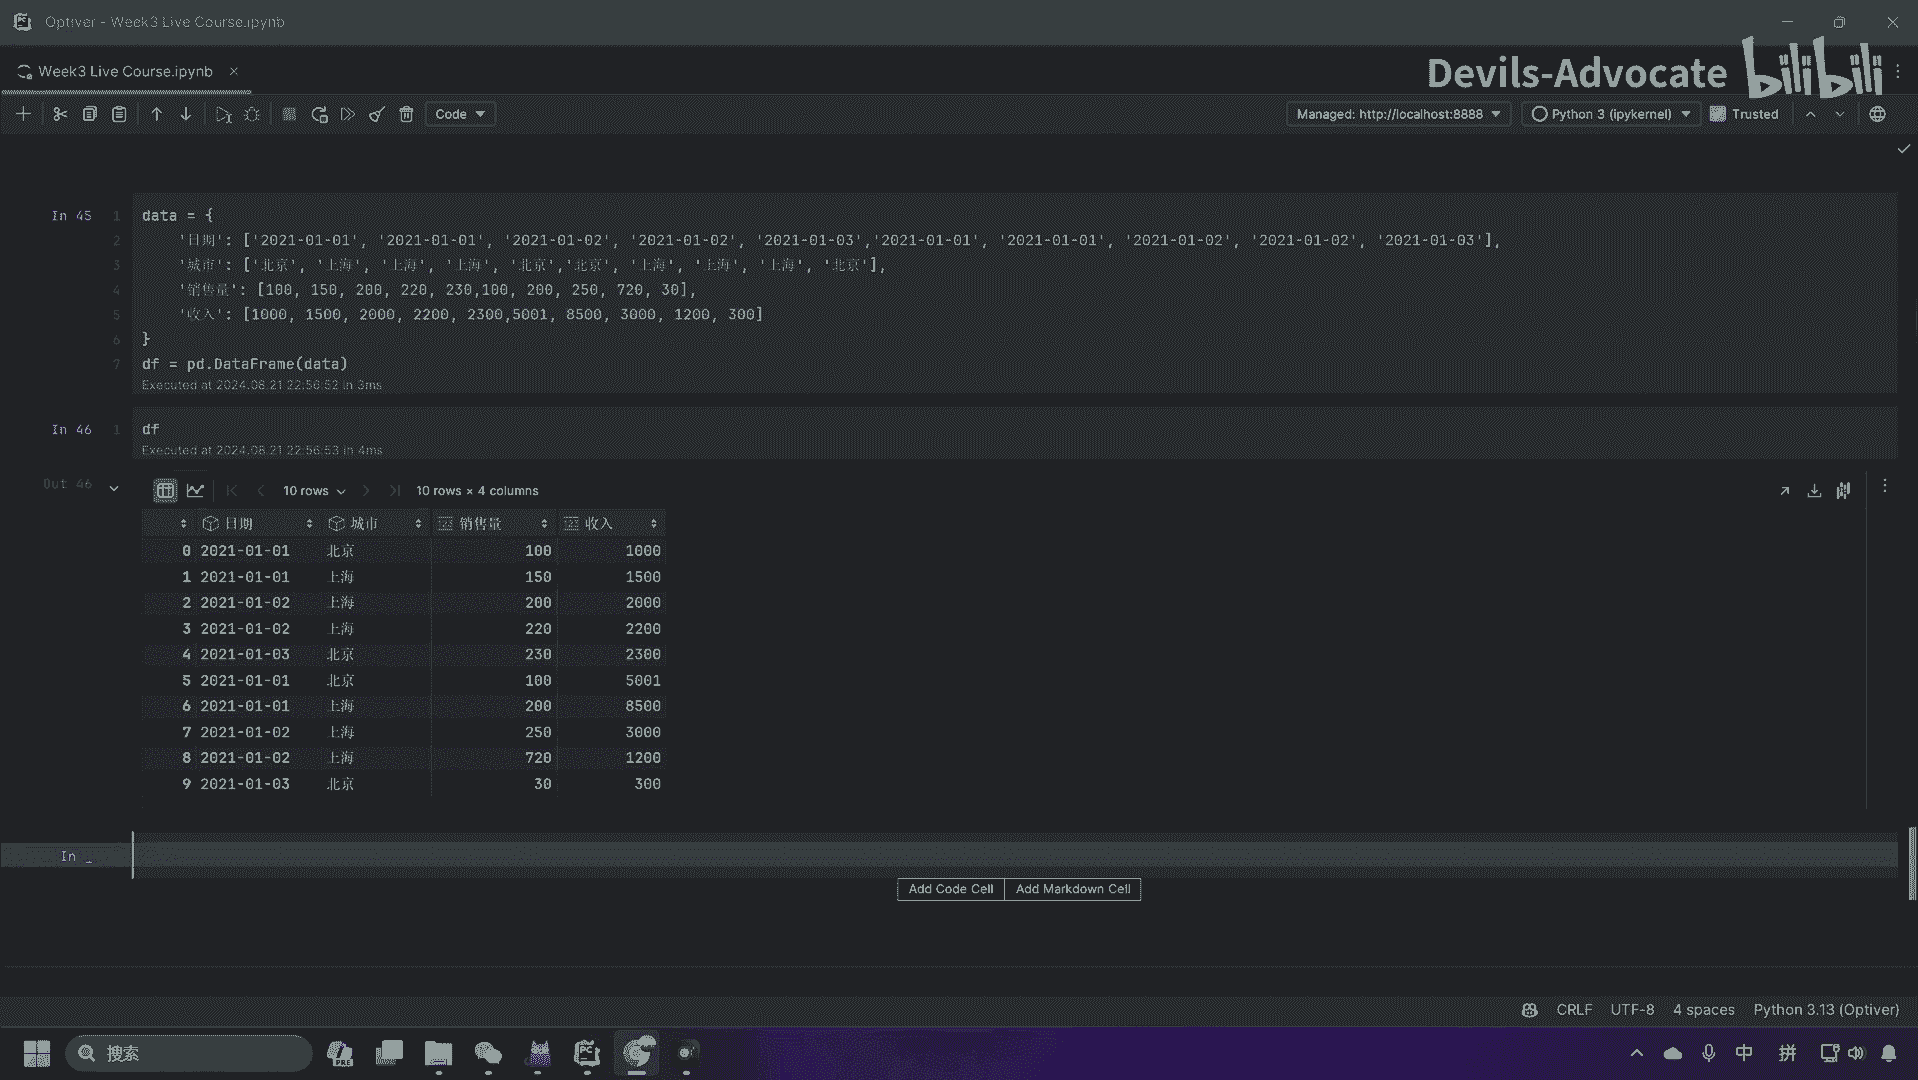 Optiver - Week3 Live Course.ipynb
Week3 Live Course.ipynb
Devils-Advocate bilibili
Code
Managed: http://localhost:8888
Python 3 (ipykernel)
Trusted
In 45
1 data = {
2 '日期': ['2021-01-01', '2021-01-01', '2021-01-02', '2021-01-02', '2021-01-03','2021-01-01', '2021-01-01', '2021-01-02', '2021-01-02', '2021-01-03'],
3 '城市': ['北京', '上海', '上海', '上海', '北京','北京', '上海', '上海', '上海', '北京'],
4 '销售量': [100, 150, 200, 220, 230,100, 200, 250, 720, 30],
5 '收入': [1000, 1500, 2000, 2200, 2300,5001, 8500, 3000, 1200, 300]
6 }
7 df = pd.DataFrame(data)
Executed at 2024.08.21 22:56:52 in 3ms
In 46
1 df
Executed at 2024.08.21 22:56:53 in 4ms
Out 46
10 rows
10 rows × 4 columns
日期 城市 123 销售量 123 收入
0 2021-01-01 北京 100 1000
1 2021-01-01 上海 150 1500
2 2021-01-02 上海 200 2000
3 2021-01-02 上海 220 2200
4 2021-01-03 北京 230 2300
5 2021-01-01 北京 100 5001
6 2021-01-01 上海 200 8500
7 2021-01-02 上海 250 3000
8 2021-01-02 上海 720 1200
9 2021-01-03 北京 30 300
In _
Add Code Cell
Add Markdown Cell
CRLF UTF-8 4 spaces Python 3.13 (Optiver)
搜索
PRE
PC
中
拼